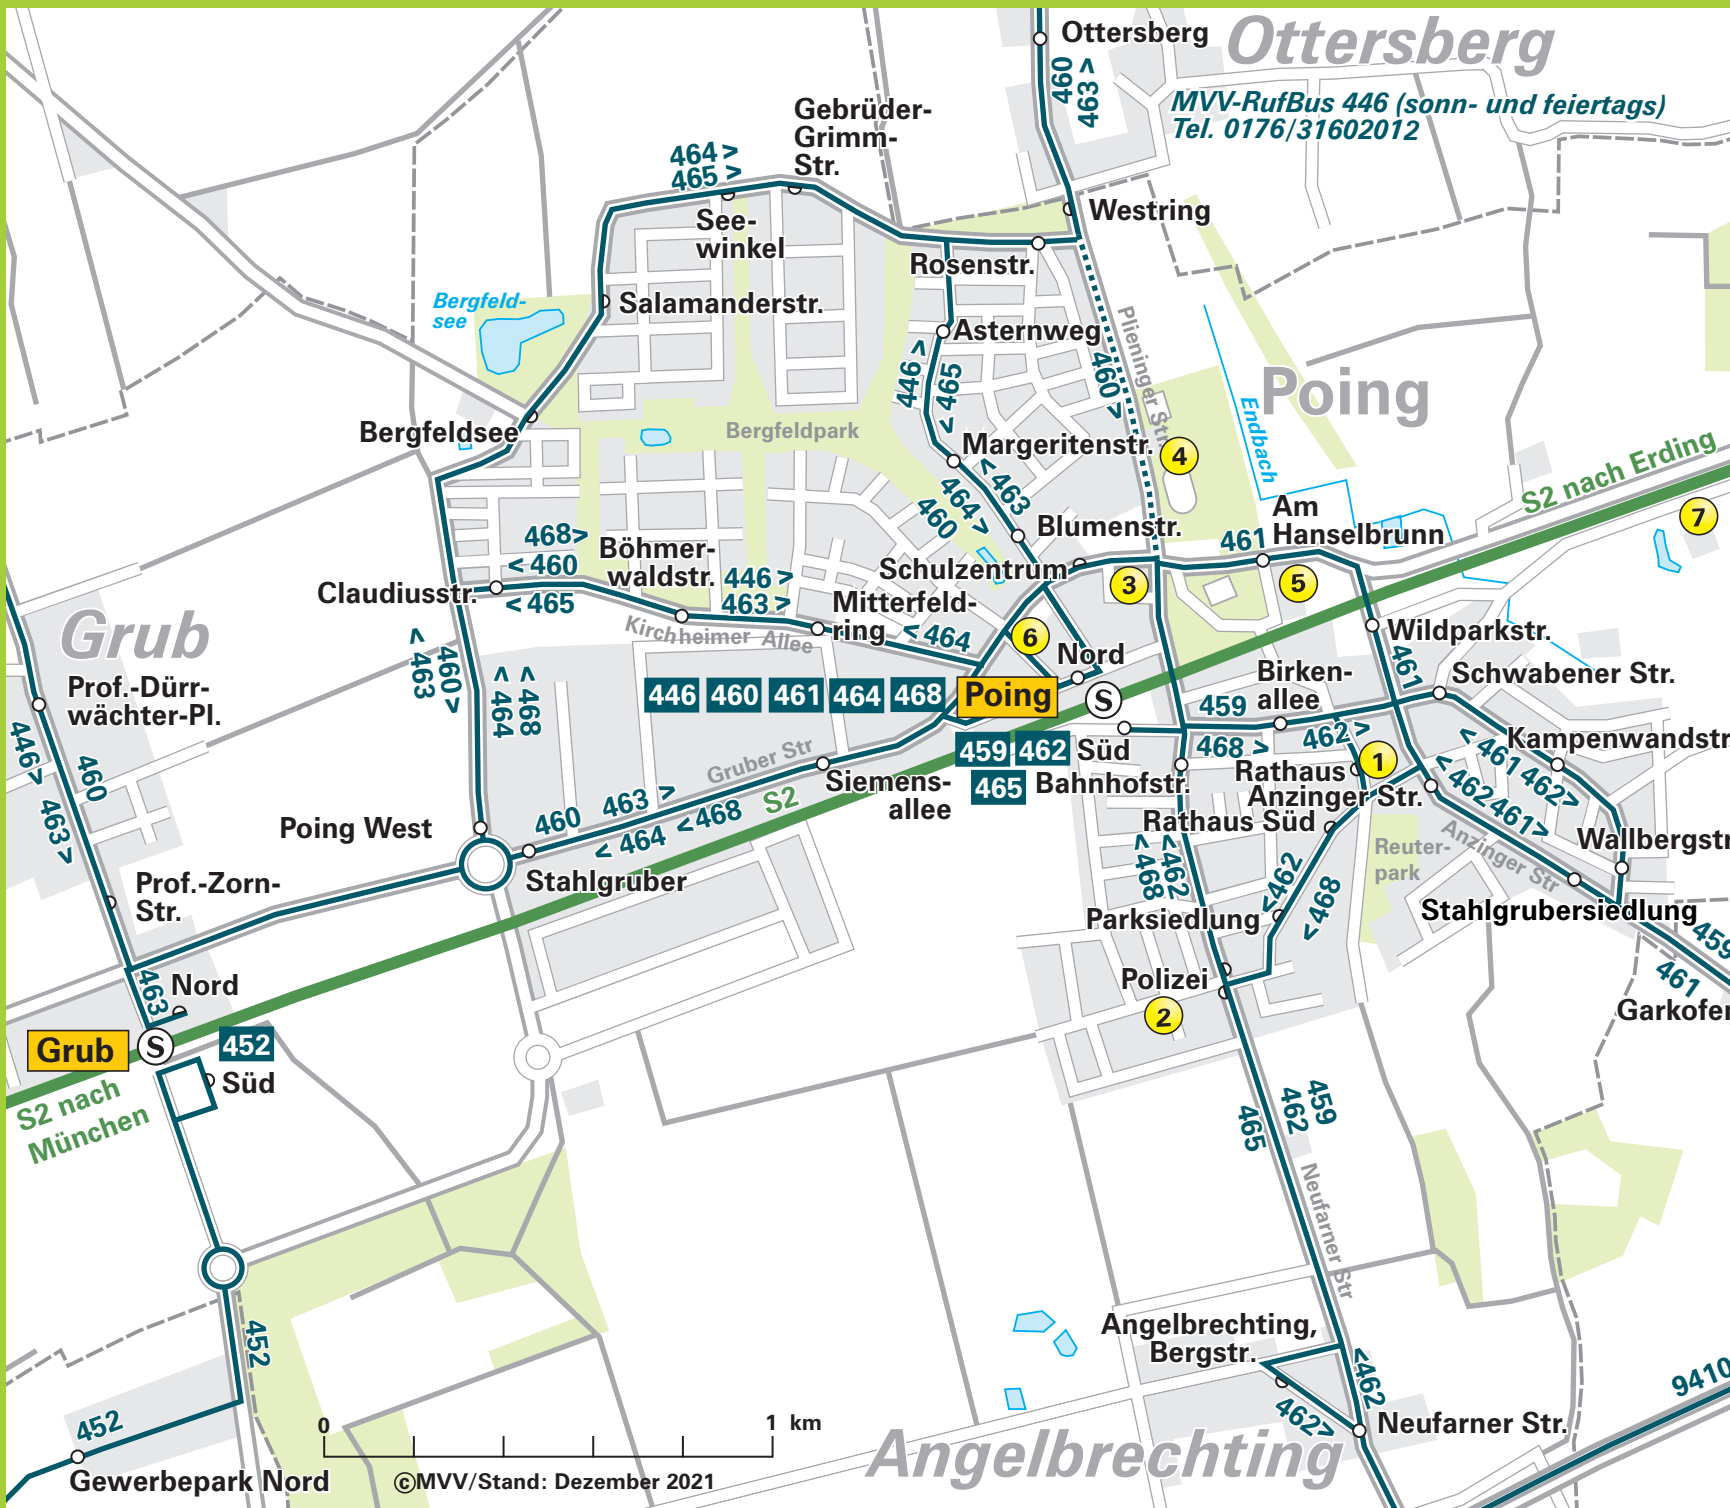 Ottersberg
Ottersberg
460
463 >
MVV-RufBus 446 (sonn- und feiertags)
Tel. 0176/31602012
Gebrüder-
Grimm-
Str.
464 >
465 >
See-
winkel
Westring
Rosenstr.
Bergfeld-
see
Salamanderstr.
Asternweg
Plieninger Str.
460 >
446 >
< 465
Poing
Endbach
Bergfeldsee
Bergfeldpark
Margeritenstr.
4
S2 nach Erding
7
< 463
464 >
460
Blumenstr.
Am
Hanselbrunn
461
468>
< 460
Böhmer-
waldstr.
446 >
463 >
Schulzentrum
3
5
Claudiusstr.
< 465
Mitterfeld-
ring
Kirchheimer Allee
< 464
6
Wildparkstr.
Grub
< 463
460 >
< 464
< 468
Nord
Birken-
allee
461
Schwabener Str.
Prof.-Dürr-
wächter-Pl.
446 460 461 464 468
Poing
S
459
446 >
460
463 >
Gruber Str
459 462
465
Süd
468 >
462 >
1
Kampenwandstr.
< 461
462 >
Siemens-
allee
Bahnhofstr.
Rathaus
Anzinger Str.
< 462
461 >
S2
Poing West
460
463 >
< 464
< 468
Rathaus Süd
Reuter-
park
Anzinger Str
Wallbergstr
Stahlgruber
Prof.-Zorn-
Str.
< 468
< 462
< 462
< 468
Parksiedlung
Stahlgrubersiedlung
459
461
Garkofen
463
Nord
Polizei
2
Grub
S
452
Süd
S2 nach
München
465
462
459
Neufarner Str
452
452
Angelbrechting,
Bergstr.
< 462
462 >
9410
Neufarner Str.
Angelbrechting
Gewerbepark Nord
0
1 km
©MVV/Stand: Dezember 2021